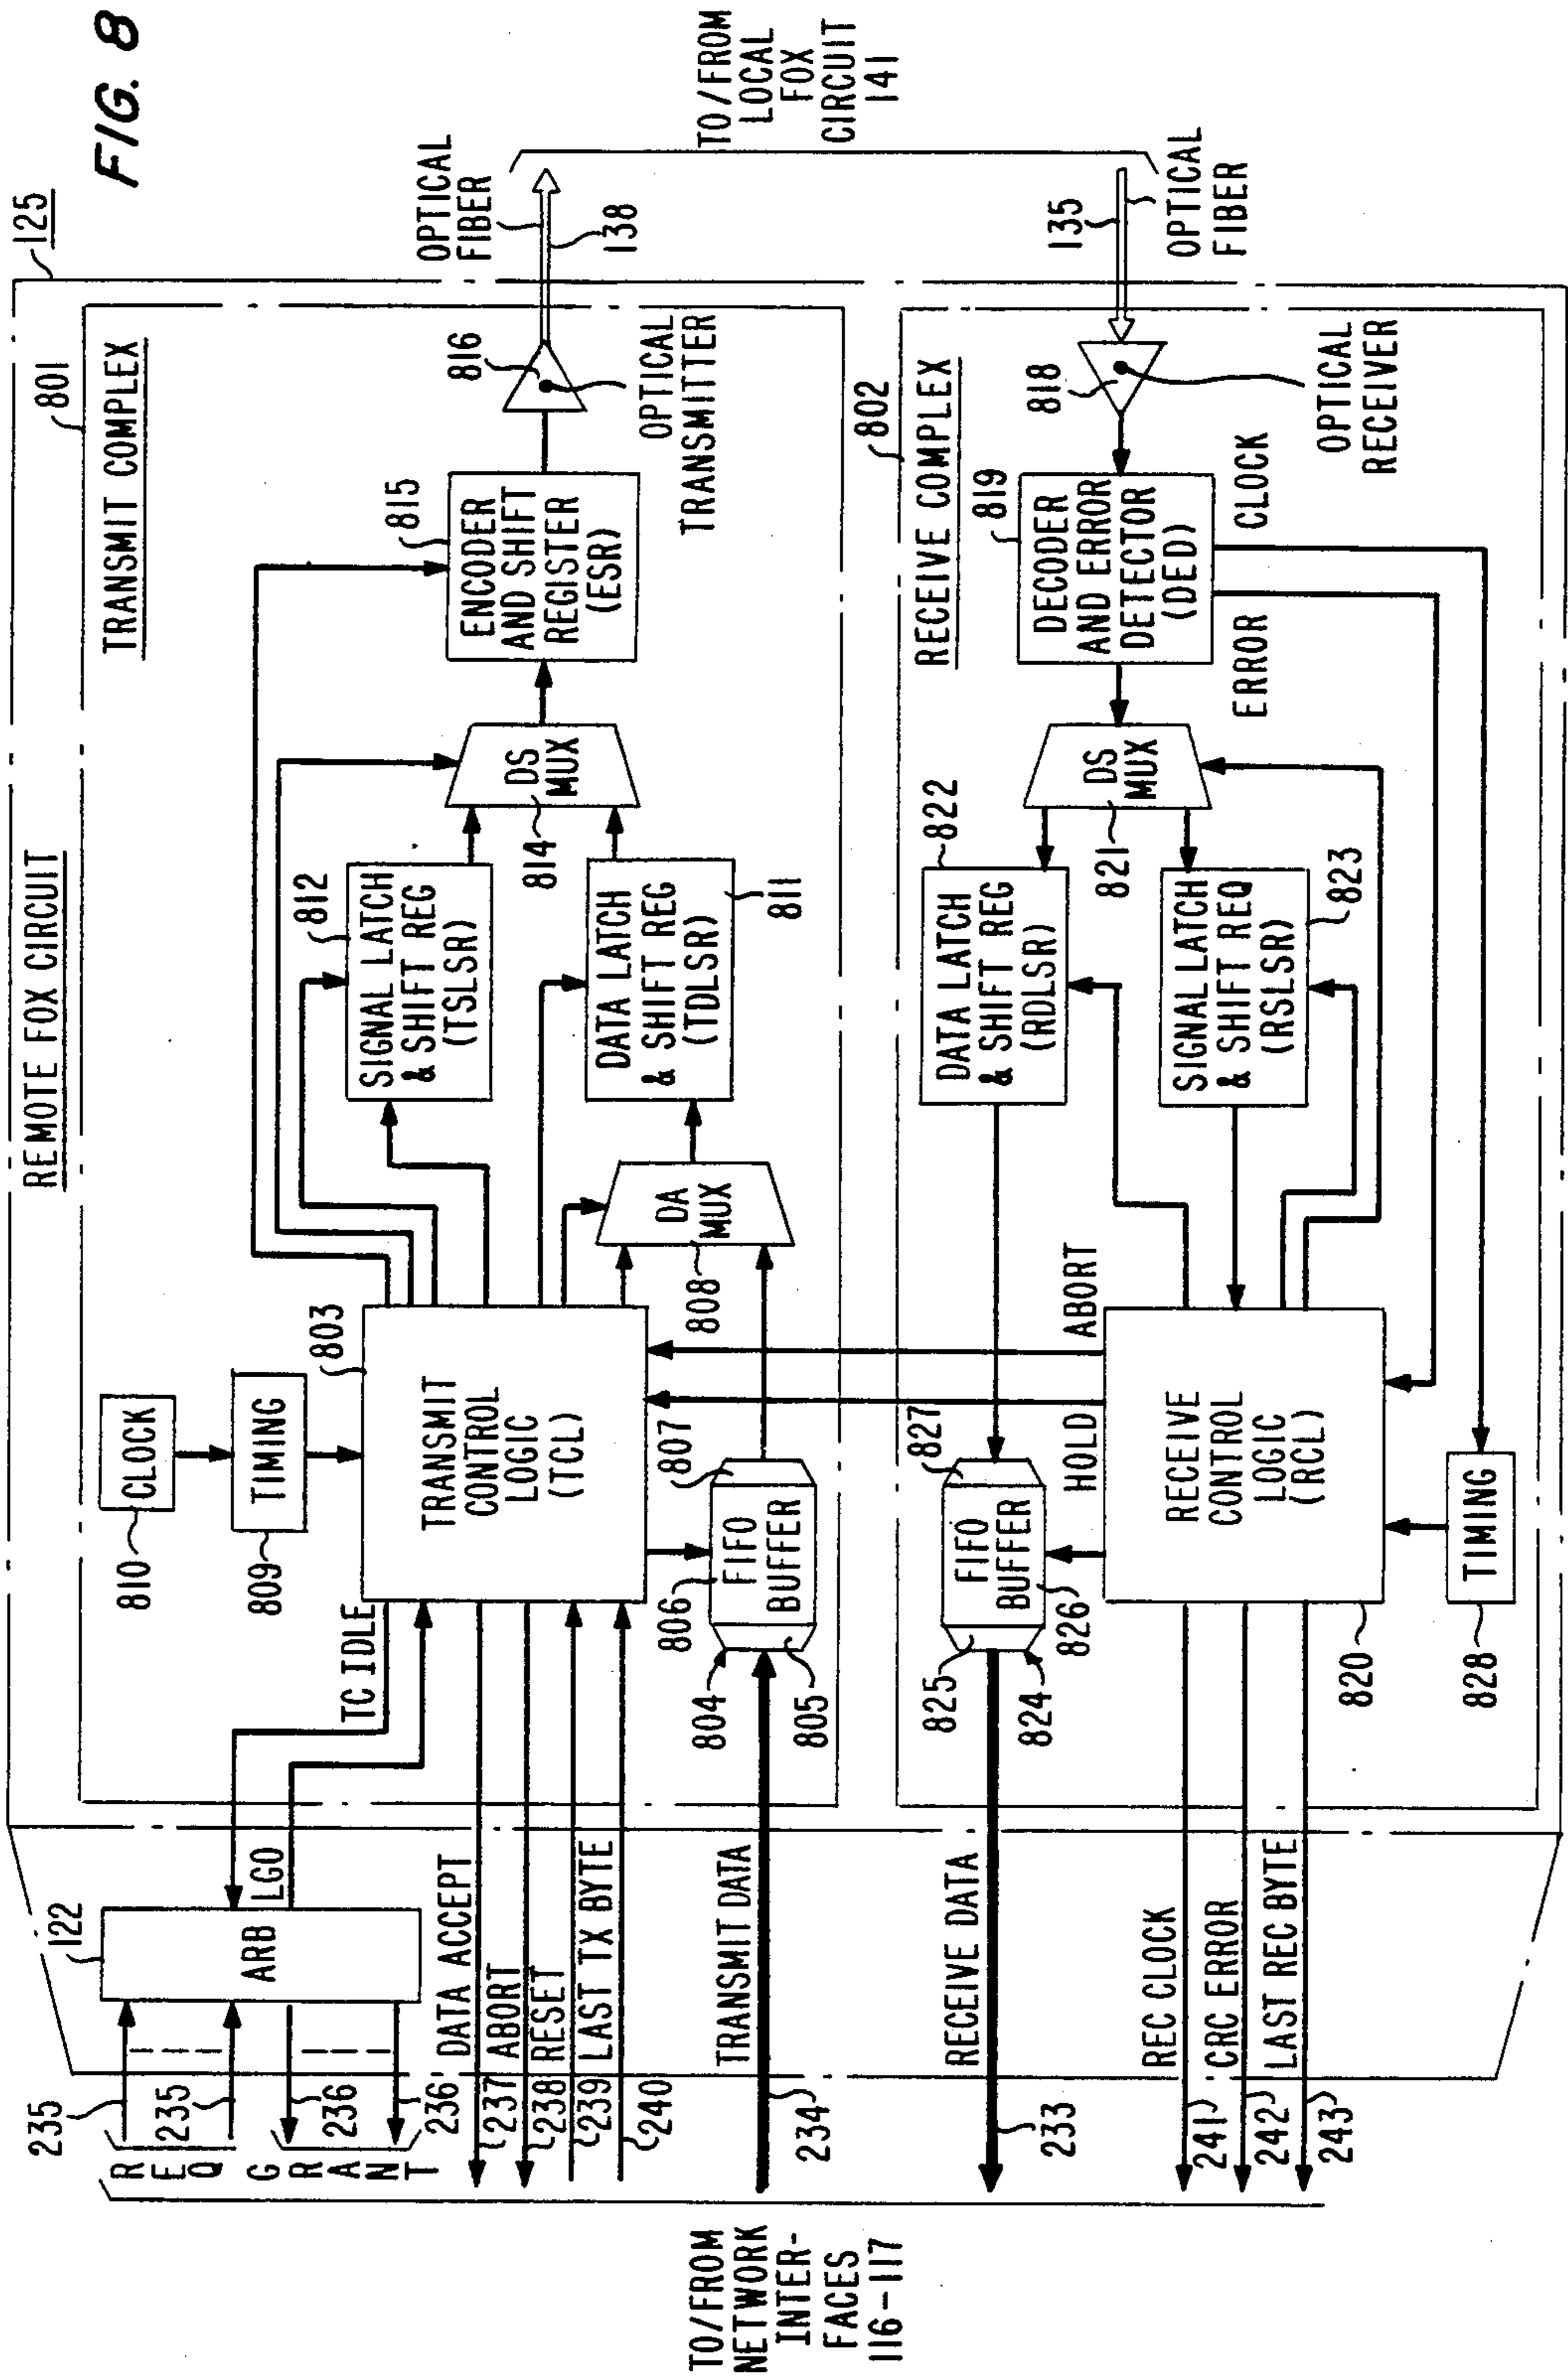 FIG. 8
REMOTE FOX CIRCUIT
125
801
TRANSMIT COMPLEX
810
CLOCK
809
TIMING
803
TRANSMIT
CONTROL
LOGIC
(TCL)
TC IDLE
LGO
122
ARB
235
235
REQ
236
236
GRANT
DATA ACCEPT
237
ABORT
238
RESET
239
LAST TX BYTE
240
TRANSMIT DATA
234
804
805
806
FIFO
BUFFER
807
808
DA
MUX
812
SIGNAL LATCH
& SHIFT REG
(TSLSR)
DATA LATCH
& SHIFT REG
(TDLSR)
811
DS
MUX
814
815
ENCODER
AND SHIFT
REGISTER
(ESR)
816
OPTICAL
TRANSMITTER
OPTICAL
FIBER
138
TO/FROM
LOCAL
FOX
CIRCUIT
141
135
OPTICAL
FIBER
802
RECEIVE COMPLEX
818
OPTICAL
RECEIVER
819
DECODER
AND ERROR
DETECTOR
(DED)
CLOCK
ERROR
DS
MUX
821
822
DATA LATCH
& SHIFT REG
(RDLSR)
SIGNAL LATCH
& SHIFT REQ
(RSLSR)
823
HOLD
ABORT
827
FIFO
BUFFER
826
825
824
RECEIVE
CONTROL
LOGIC
(RCL)
820
TIMING
828
RECEIVE DATA
233
REC CLOCK
241
CRC ERROR
242
LAST REC BYTE
243
TO/FROM
NETWORK
INTER-
FACES
116-117